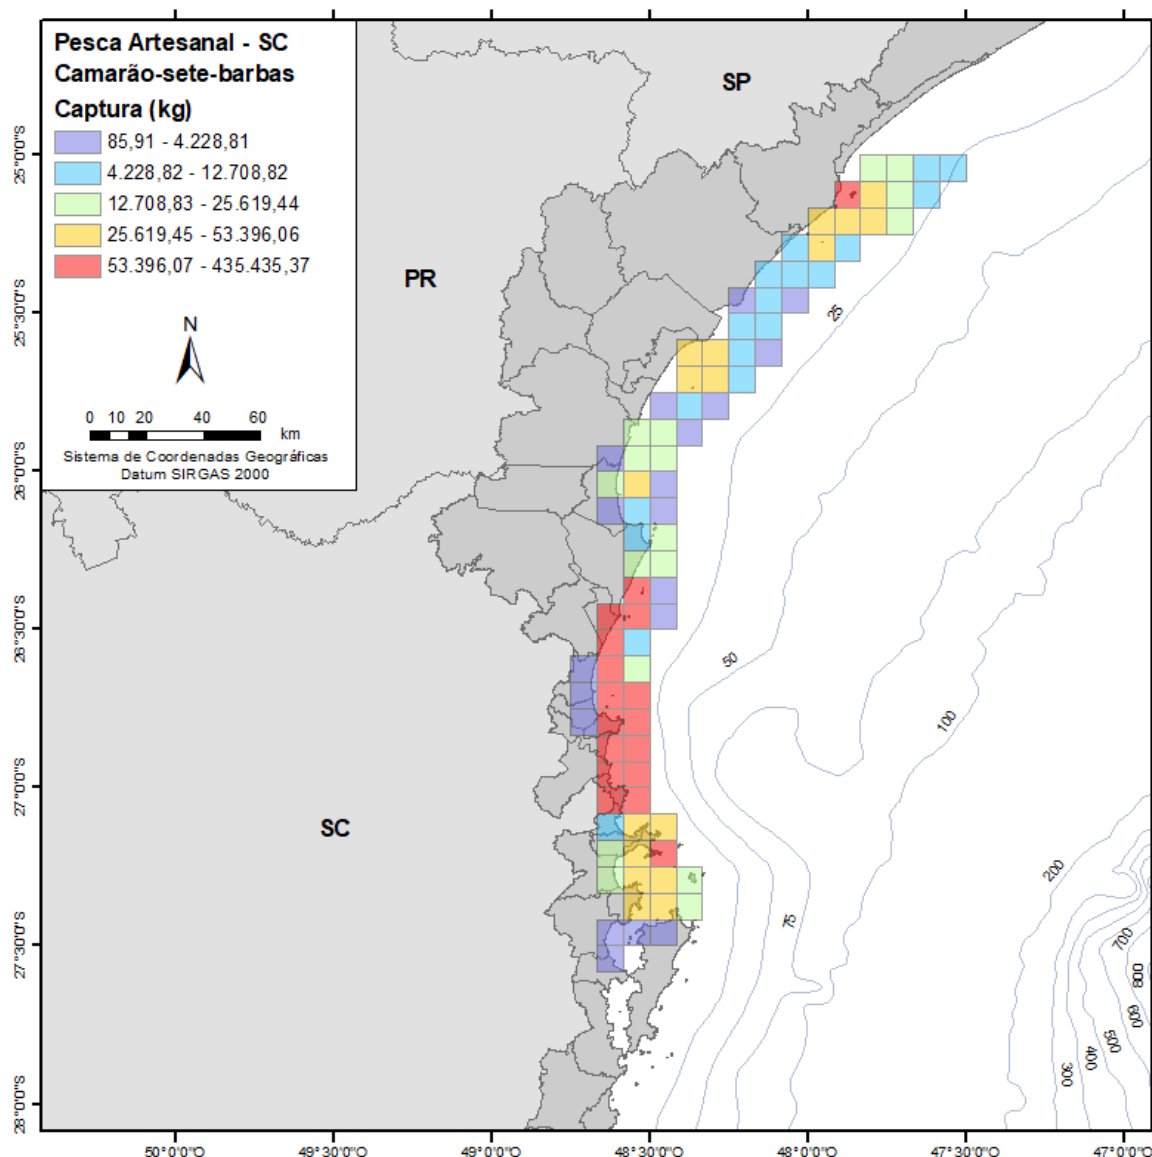 Pesca Artesanal - SC
Camarão-sete-barbas
Captura (kg)
85,91 - 4.228,81
4.228,82 - 12.708,82
12.708,83 - 25.619,44
25.619,45 - 53.396,06
53.396,07 - 435.435,37
N
0 10 20 40 60
km
Sistema de Coordenadas Geográficas
Datum SIRGAS 2000
SP
PR
SC
25
50
100
75
200
700
800
600
500
400
300
25°0'0"S
25°30'0"S
26°0'0"S
26°30'0"S
27°0'0"S
27°30'0"S
28°0'0"S
50°0'0"O
49°30'0"O
49°0'0"O
48°30'0"O
48°0'0"O
47°30'0"O
47°0'0"O